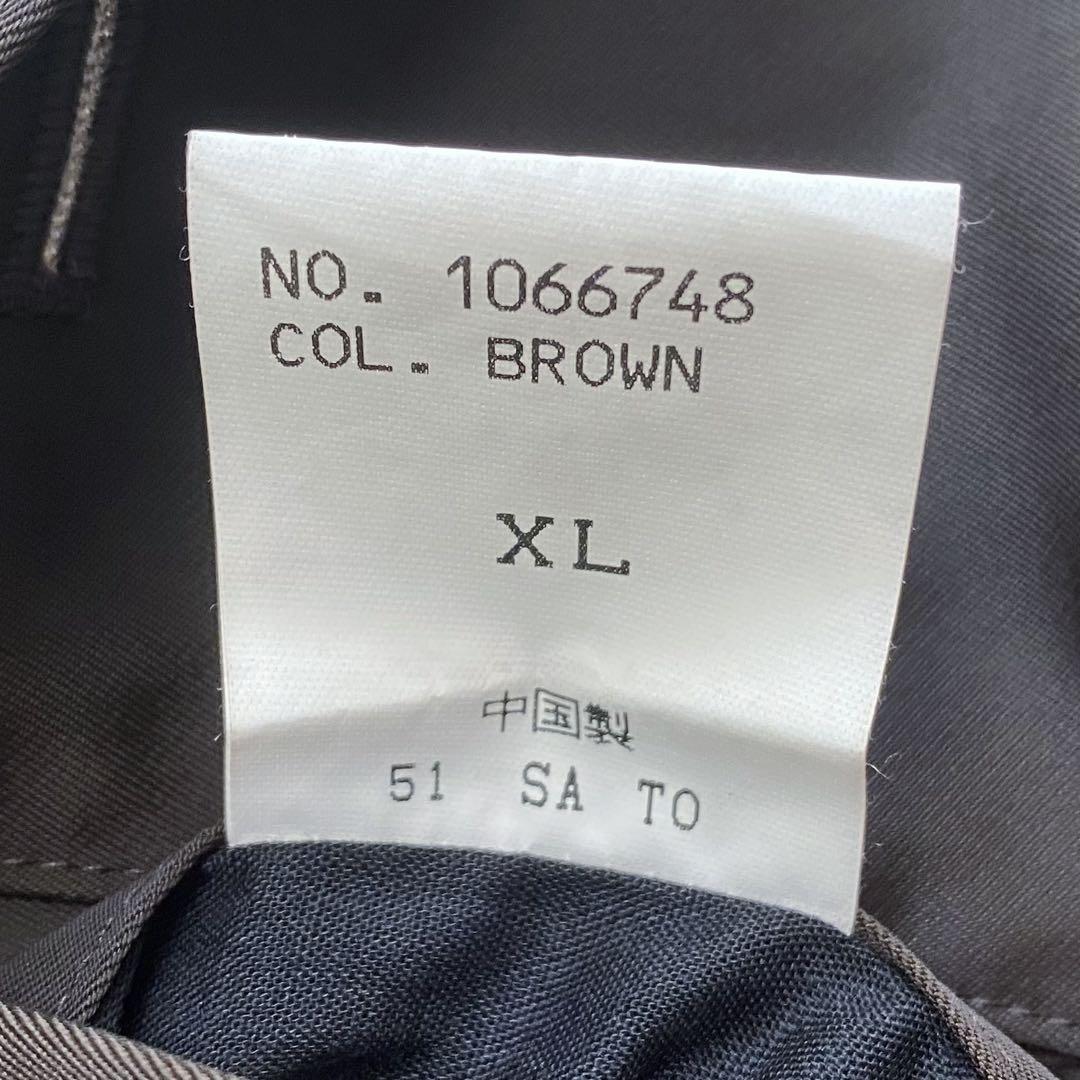 NO. 1066748
COL. BROWN
XL
中国製
51 SA TO